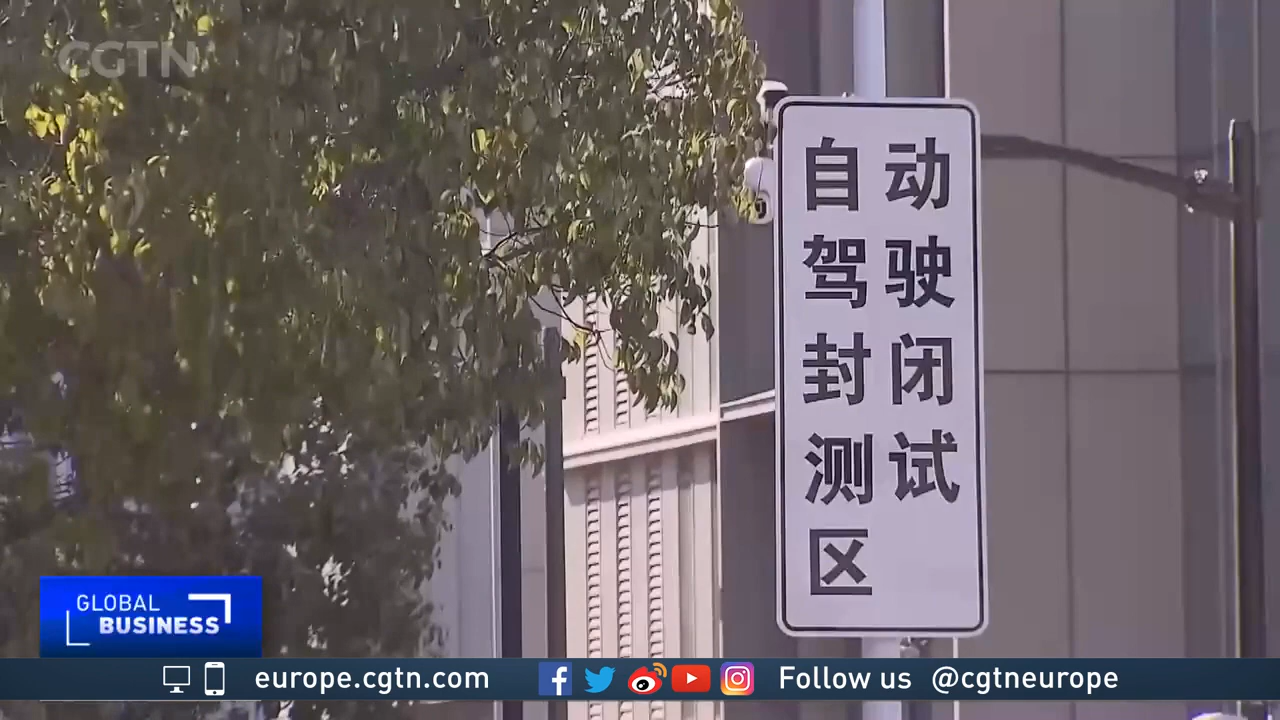 CGTN
自动
驾驶
封闭
测试
区
GLOBAL
BUSINESS
europe.cgtn.com
Follow us @cgtneurope